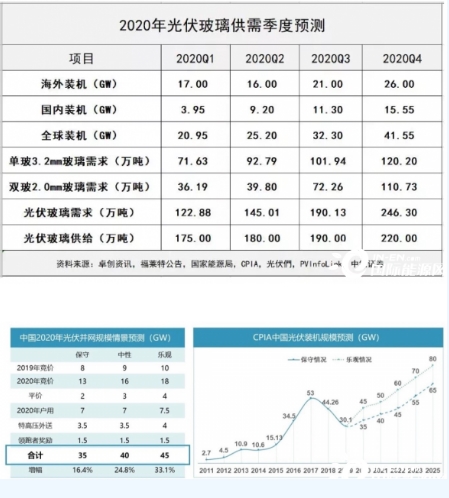 2020年光伏玻璃供需季度预测
项目 2020Q1 2020Q2 2020Q3 2020Q4
海外装机（GW） 17.00 16.00 21.00 26.00
国内装机（GW） 3.95 9.20 11.30 15.55
全球装机（GW） 20.95 25.20 32.30 41.55
单玻3.2mm玻璃需求（万吨） 71.63 92.79 101.94 120.20
双玻2.0mm玻璃需求（万吨） 36.19 39.80 72.26 110.73
光伏玻璃需求（万吨） 122.88 145.01 190.13 246.30
光伏玻璃供给（万吨） 175.00 180.00 190.00 220.00
资料来源：卓创资讯，福莱特公告，国家能源局，CPIA，光伏們，PVInfoLink
中国2020年光伏并网规模情景预测（GW）
保守 中性 乐观
2019年竞价 8 9 10
2020年竞价 13 16 18
平价 2 3 4
2020年户用 7 7 7.5
特高压外送 3.5 3.5 4
领跑者奖励 1.5 1.5 1.5
合计 35 40 45
增幅 16.4% 24.8% 33.1%
CPIA中国光伏装机规模预测（GW）
保守情况 乐观情况
2.7 4.5 10.9 10.6 15.13 34.5 53 44.26 30.1
45 50 60 65 70 80
35 40 45 55 65
2011 2012 2013 2014 2015 2016 2017 2018 2019 2020 2021 2022 2023 2024 2025